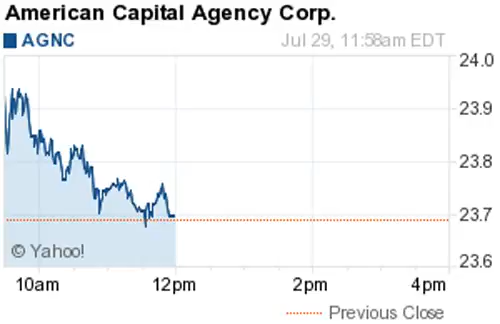 American Capital Agency Corp.
AGNC Jul 29, 11:58am EDT
24.0
23.9
23.8
23.7
23.6
© Yahoo!
10am 12pm 2pm 4pm
Previous Close